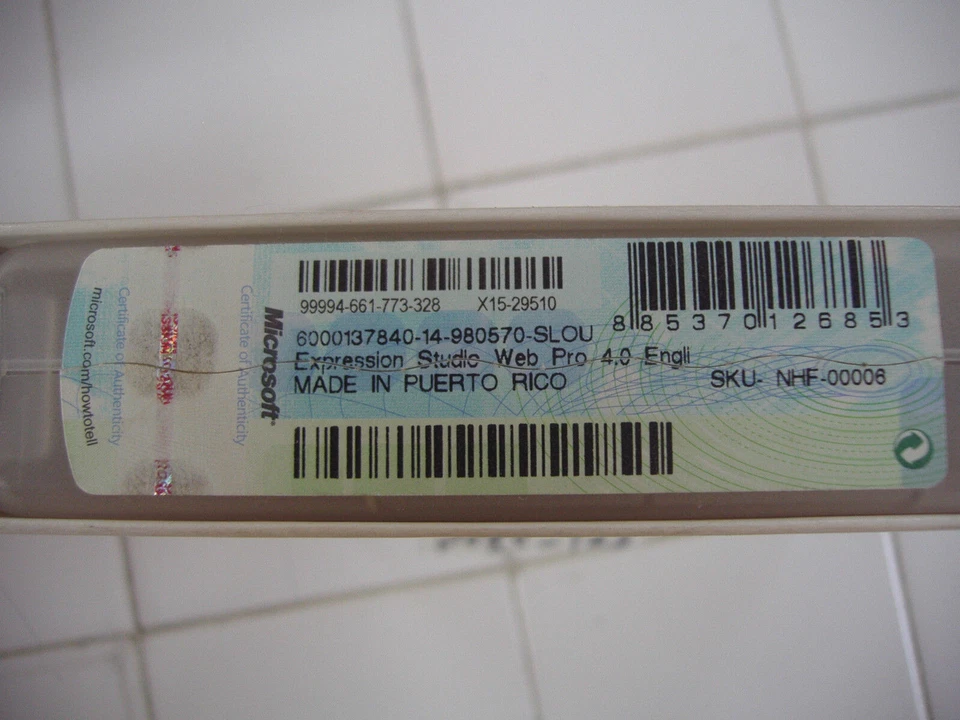 microsoft.com/howtotell
Certificate of Authenticity
Certificate of Authenticity
Microsoft®
99994-661-773-328 X15-29510
6000137840-14-980570-SLOU
Expression Studio Web Pro 4.0 Engli
MADE IN PUERTO RICO
8 85370 12685 3
SKU- NHF-00006